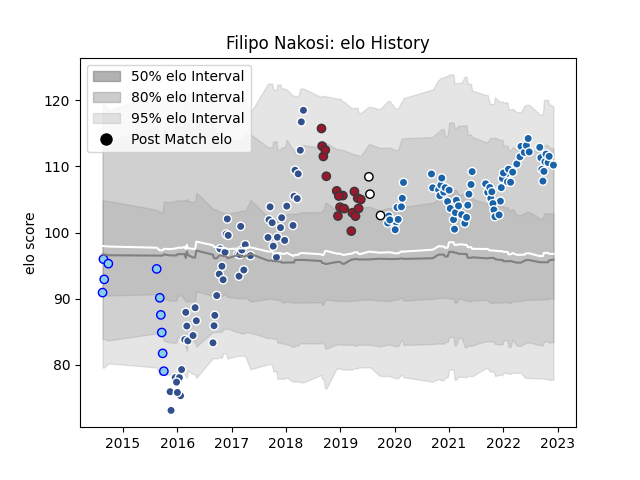 Filipo Nakosi: elo History
50% elo Interval
80% elo Interval
95% elo Interval
Post Match elo
elo score
120
110
100
90
80
2015 2016 2017 2018 2019 2020 2021 2022 2023